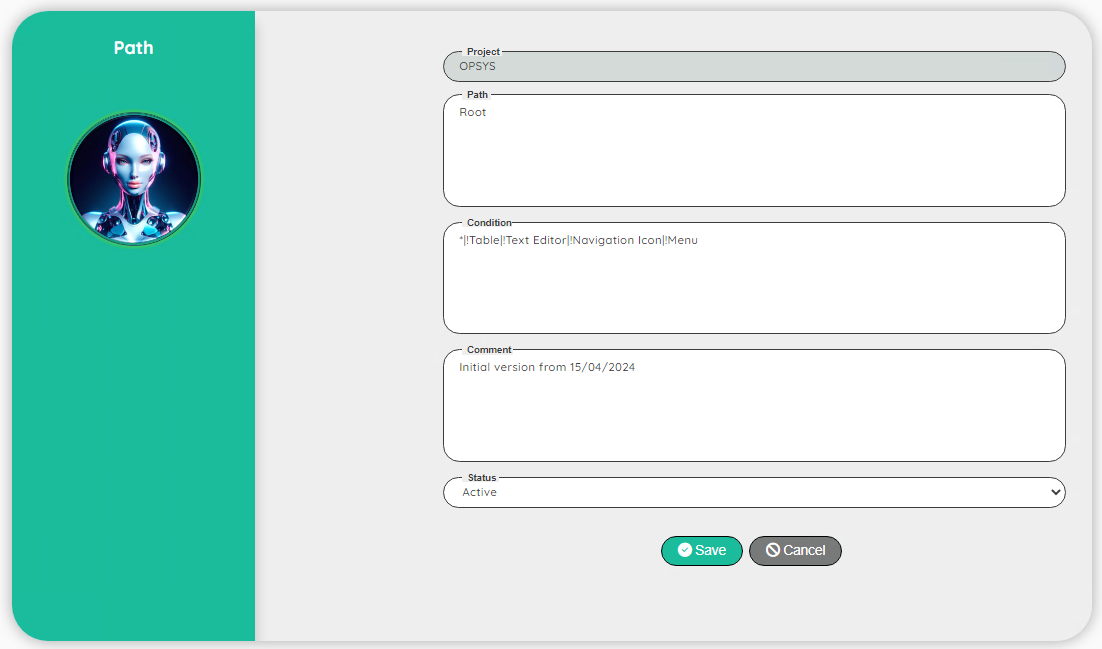 Path
Project
OPSYS
Path
Root
Condition
*|!Table|!Text Editor|!Navigation Icon|!Menu
Comment
Initial version from 15/04/2024
Status
Active
Save
Cancel